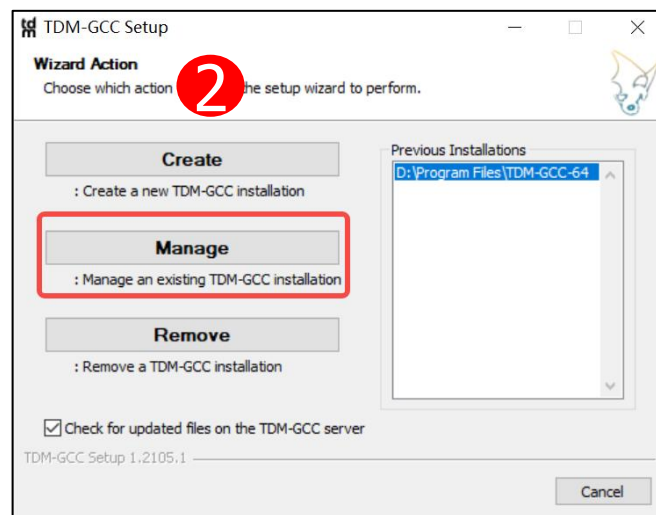 TDM-GCC Setup
Wizard Action
Choose which action 2 the setup wizard to perform.
Create
: Create a new TDM-GCC installation
Manage
: Manage an existing TDM-GCC installation
Remove
: Remove a TDM-GCC installation
Previous Installations
D:\Program Files\TDM-GCC-64
Check for updated files on the TDM-GCC server
TDM-GCC Setup 1.2105.1
Cancel